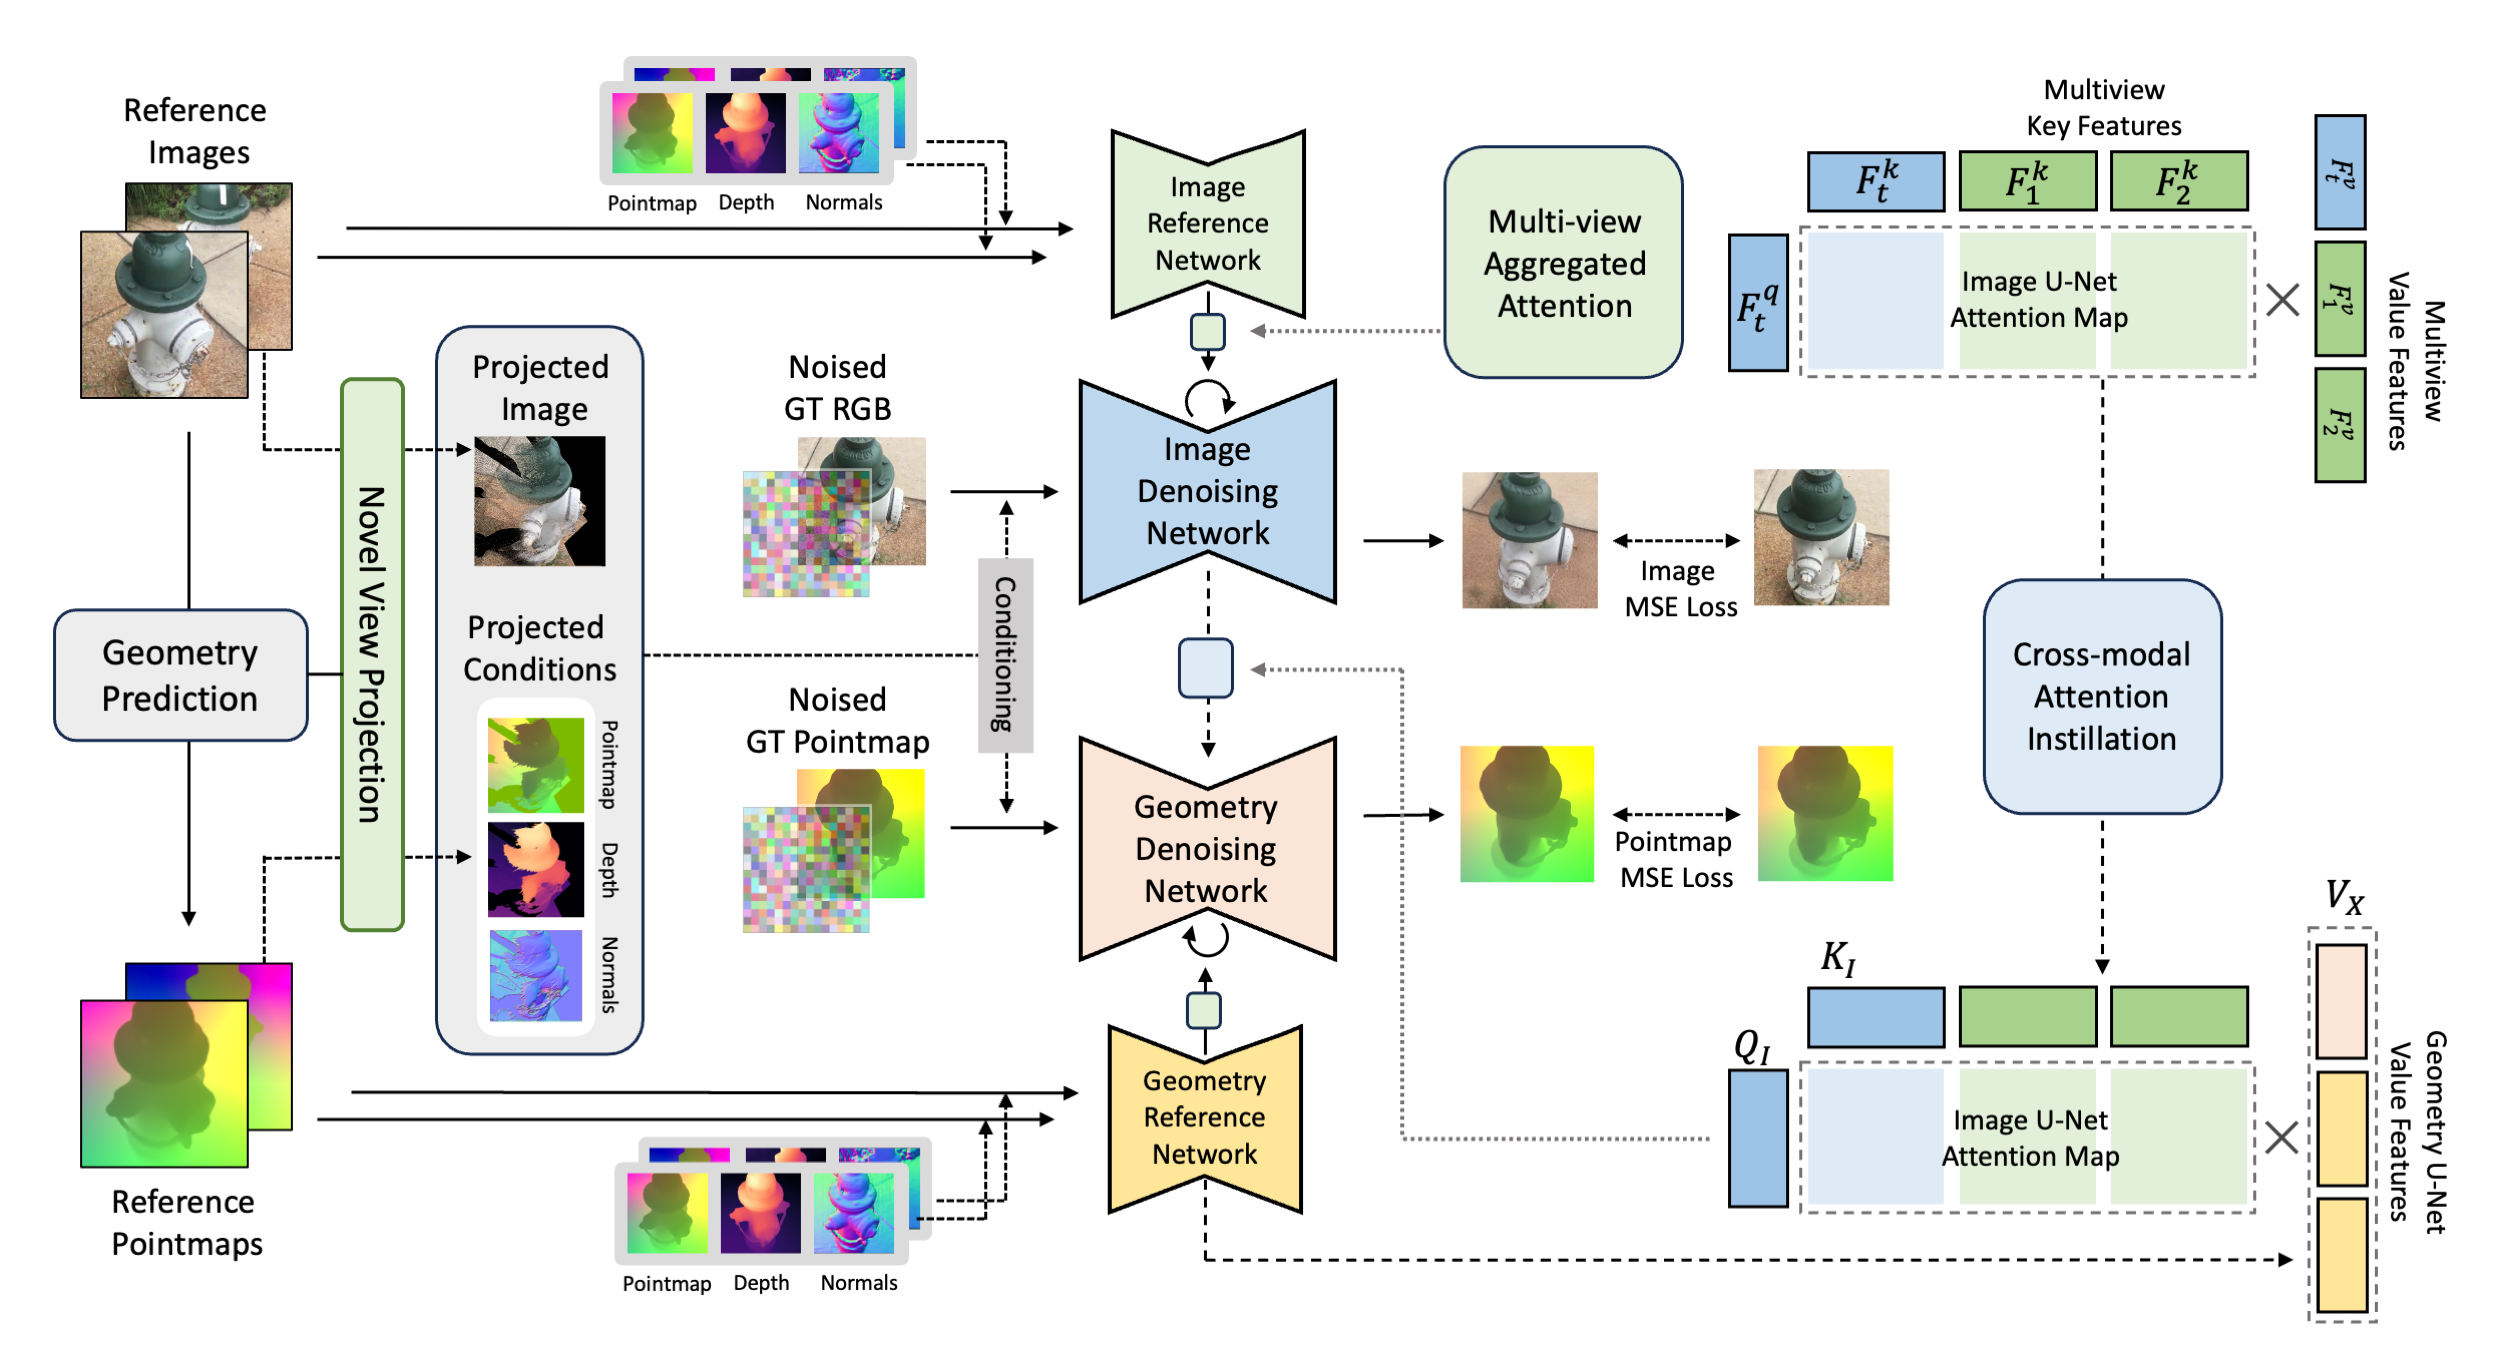 Reference
Images
Pointmap
Depth
Normals
Image
Reference
Network
Multi-view
Aggregated
Attention
Multiview
Key Features
F_t^k
F_1^k
F_2^k
F_t^q
Image U-Net
Attention Map
×
F_t^v
F_1^v
F_2^v
Multiview
Value Features
Geometry
Prediction
Novel View Projection
Projected
Image
Projected
Conditions
Pointmap
Depth
Normals
Noised
GT RGB
Noised
GT Pointmap
Conditioning
Image
Denoising
Network
Image
MSE Loss
Geometry
Denoising
Network
Pointmap
MSE Loss
Cross-modal
Attention
Instillation
Reference
Pointmaps
Pointmap
Depth
Normals
Geometry
Reference
Network
K_I
Q_I
Image U-Net
Attention Map
×
V_X
Geometry U-Net
Value Features